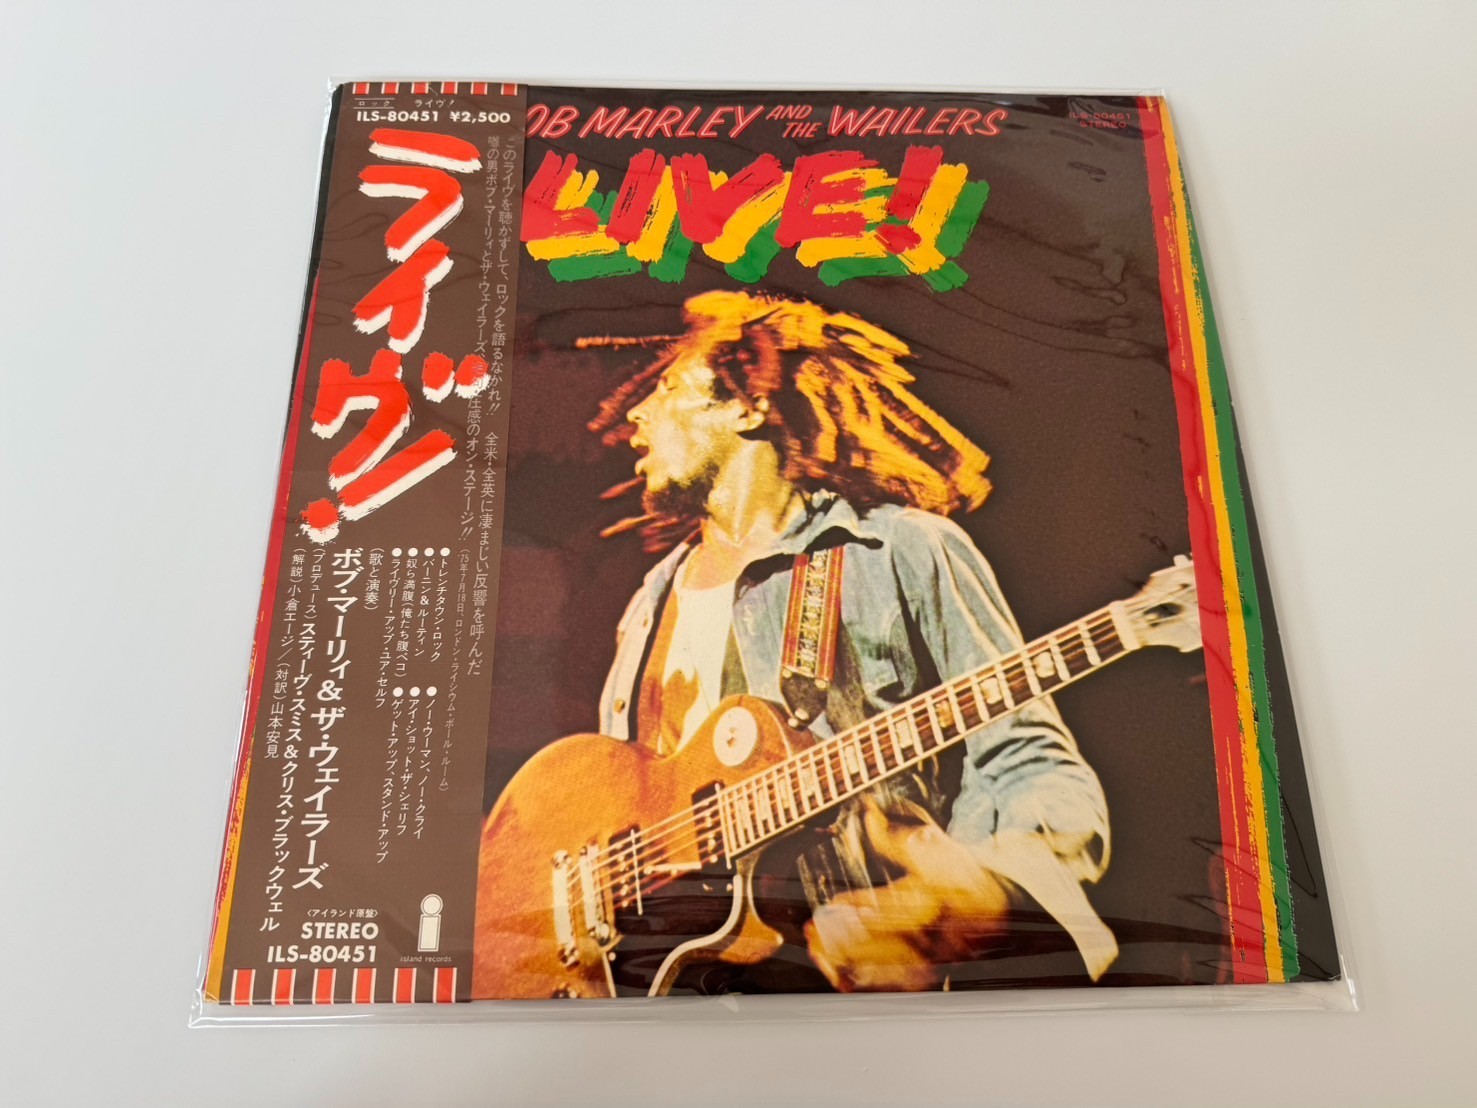 ロック ライヴ!
ILS-80451 ¥2,500
ライヴ!
このライヴを聴かずして、ロックを語るなかれ!! 全米・全英に凄まじい反響を呼んだ
噂の男ボブ・マーリィとザ・ウェイラーズ、圧感のオン・ステージ!!
('75年7月18日、ロンドン・ライシウム・ボール・ルーム)
●トレンチタウン・ロック
●バーニン&ルーティン
●奴ら満腹(俺たち腹ペコ)
●ライヴリー・アップ・ユア・セルフ
●ノー・ウーマン、ノー・クライ
●アイ・ショット・ザ・シェリフ
●ゲット・アップ、スタンド・アップ
(歌と演奏)
ボブ・マーリィ&ザ・ウェイラーズ
(プロデュース)スティーヴ・スミス&クリス・ブラックウェル
(解説)小倉エージ/(対訳)山本安見
〈アイランド原盤〉
STEREO
ILS-80451
island records
OB MARLEY AND THE WAILERS
LIVE!
ILS-80451
STEREO